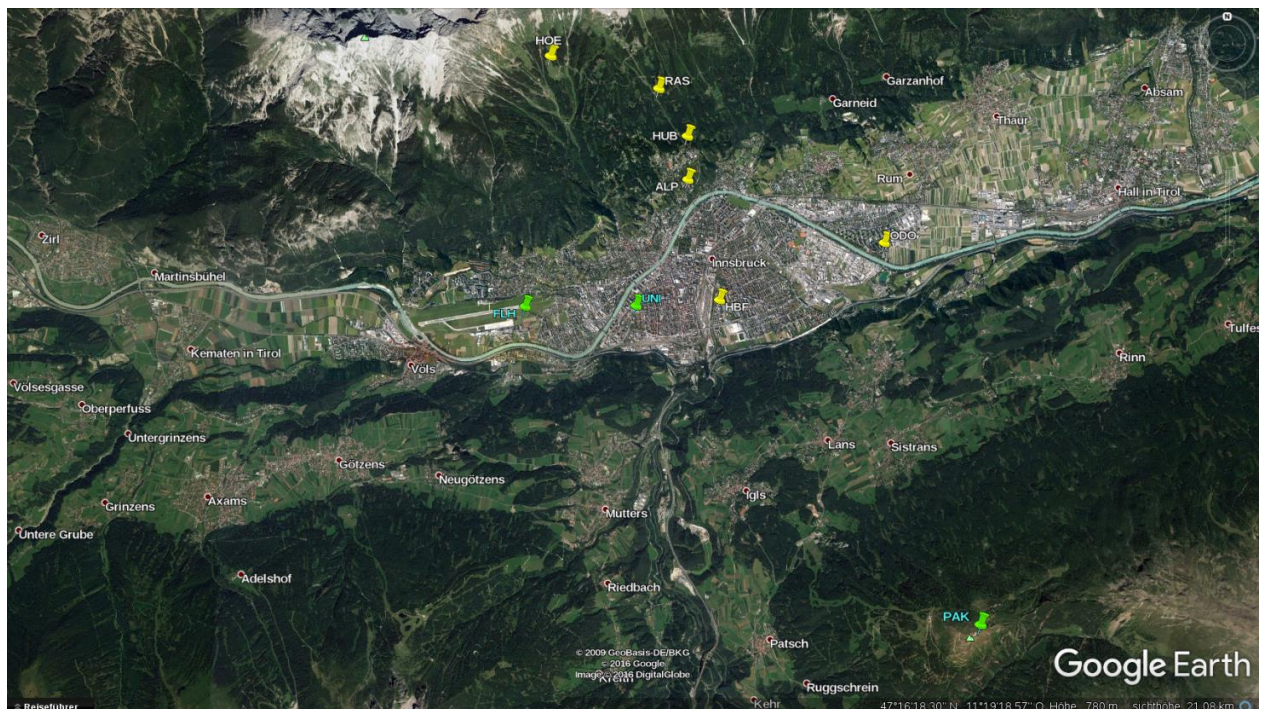 N
HOE
RAS
Garzanhof
Absam
Garneid
Thaur
HUB
ALP
Rum
Hall in Tirol
Zirl
ODO
Innsbruck
Martinsbühel
UNI
FLH
HBF
Tulfes
Kematen in Tirol
Rinn
Völs
Völsesgasse
Oberperfuss
Untergrinzens
Lans
Sistrans
Götzens
Neugötzens
Igls
Axams
Grinzens
Mutters
Untere Grube
Adelshof
Riedbach
PAK
Patsch
© 2009 GeoBasis-DE/BKG
© 2016 Google
Image © 2016 DigitalGlobe
Kreith
Google Earth
Ruggschrein
Kehr
Reiseführer
47°16'18.30" N 11°19'18.57" O Höhe 780 m sichthöhe 21.08 km